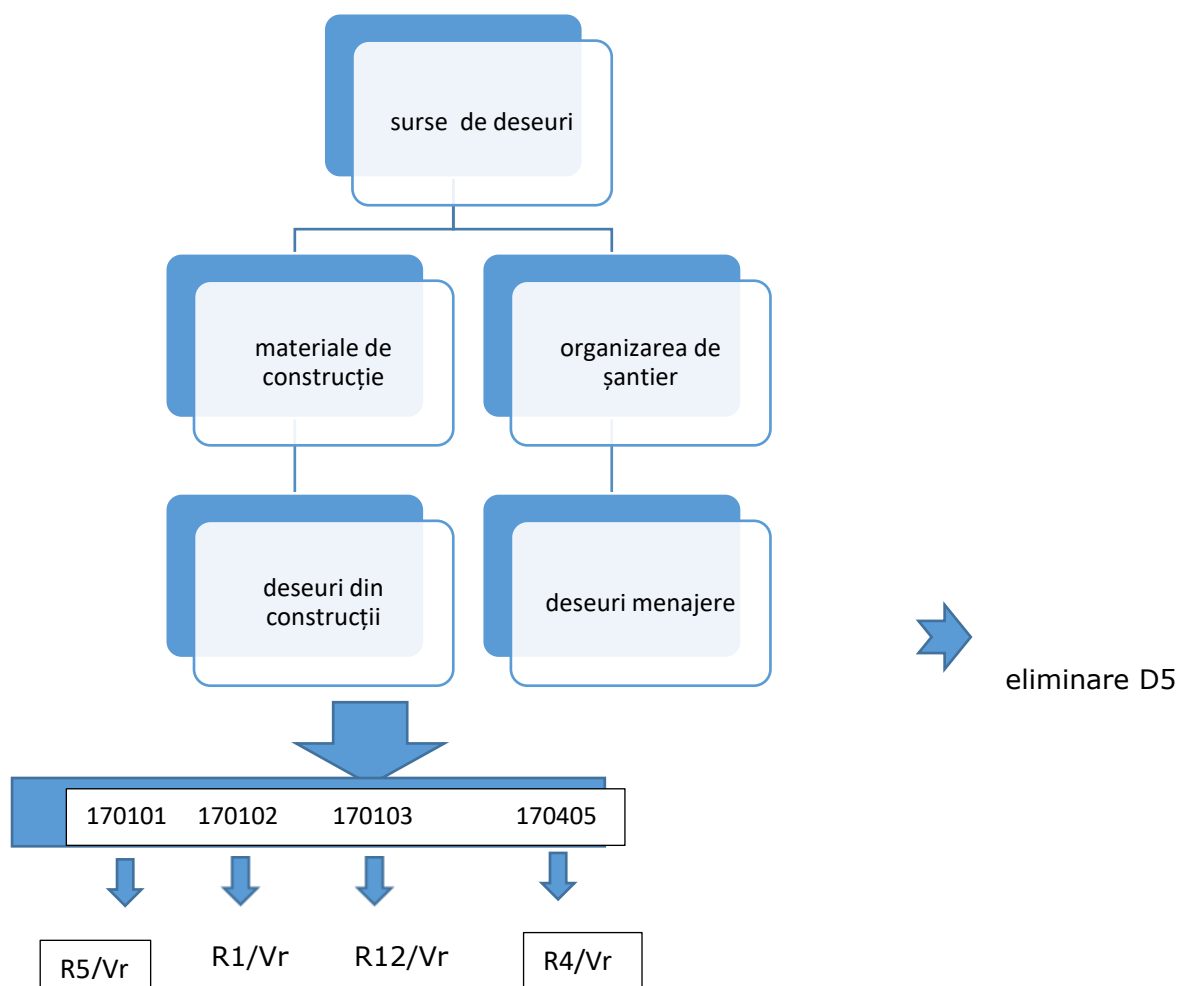 surse de deseuri
materiale de
construcție
organizarea de
șantier
deseuri din
construcții
deseuri menajere
eliminare D5
170101 170102 170103 170405
R5/Vr R1/Vr R12/Vr R4/Vr